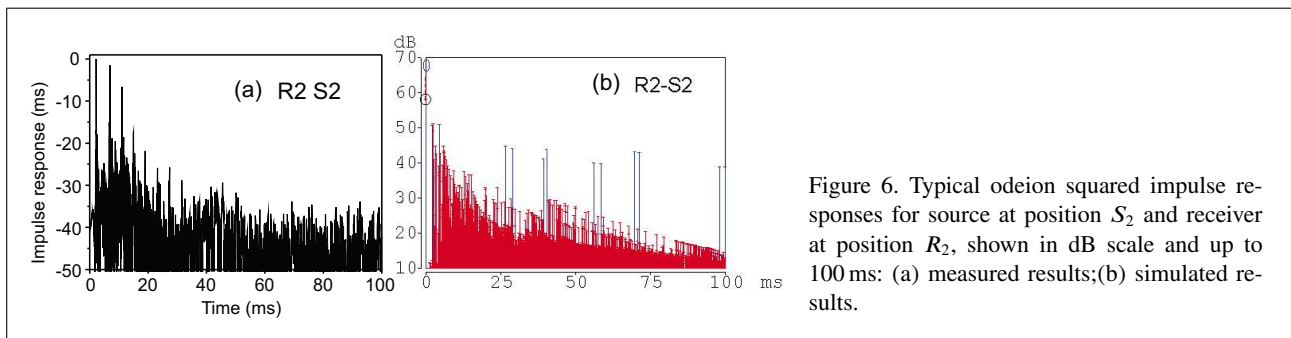 0
-10
-20
-30
-40
-50
Impulse response (ms)
(a) R2 S2
0 20 40 60 80 100
Time (ms)
dB
70
60
50
40
30
20
10
(b) R2-S2
0 25 50 75 100 ms
Figure 6. Typical odeion squared impulse re-
sponses for source at position S₂ and receiver
at position R₂, shown in dB scale and up to
100 ms: (a) measured results;(b) simulated re-
sults.